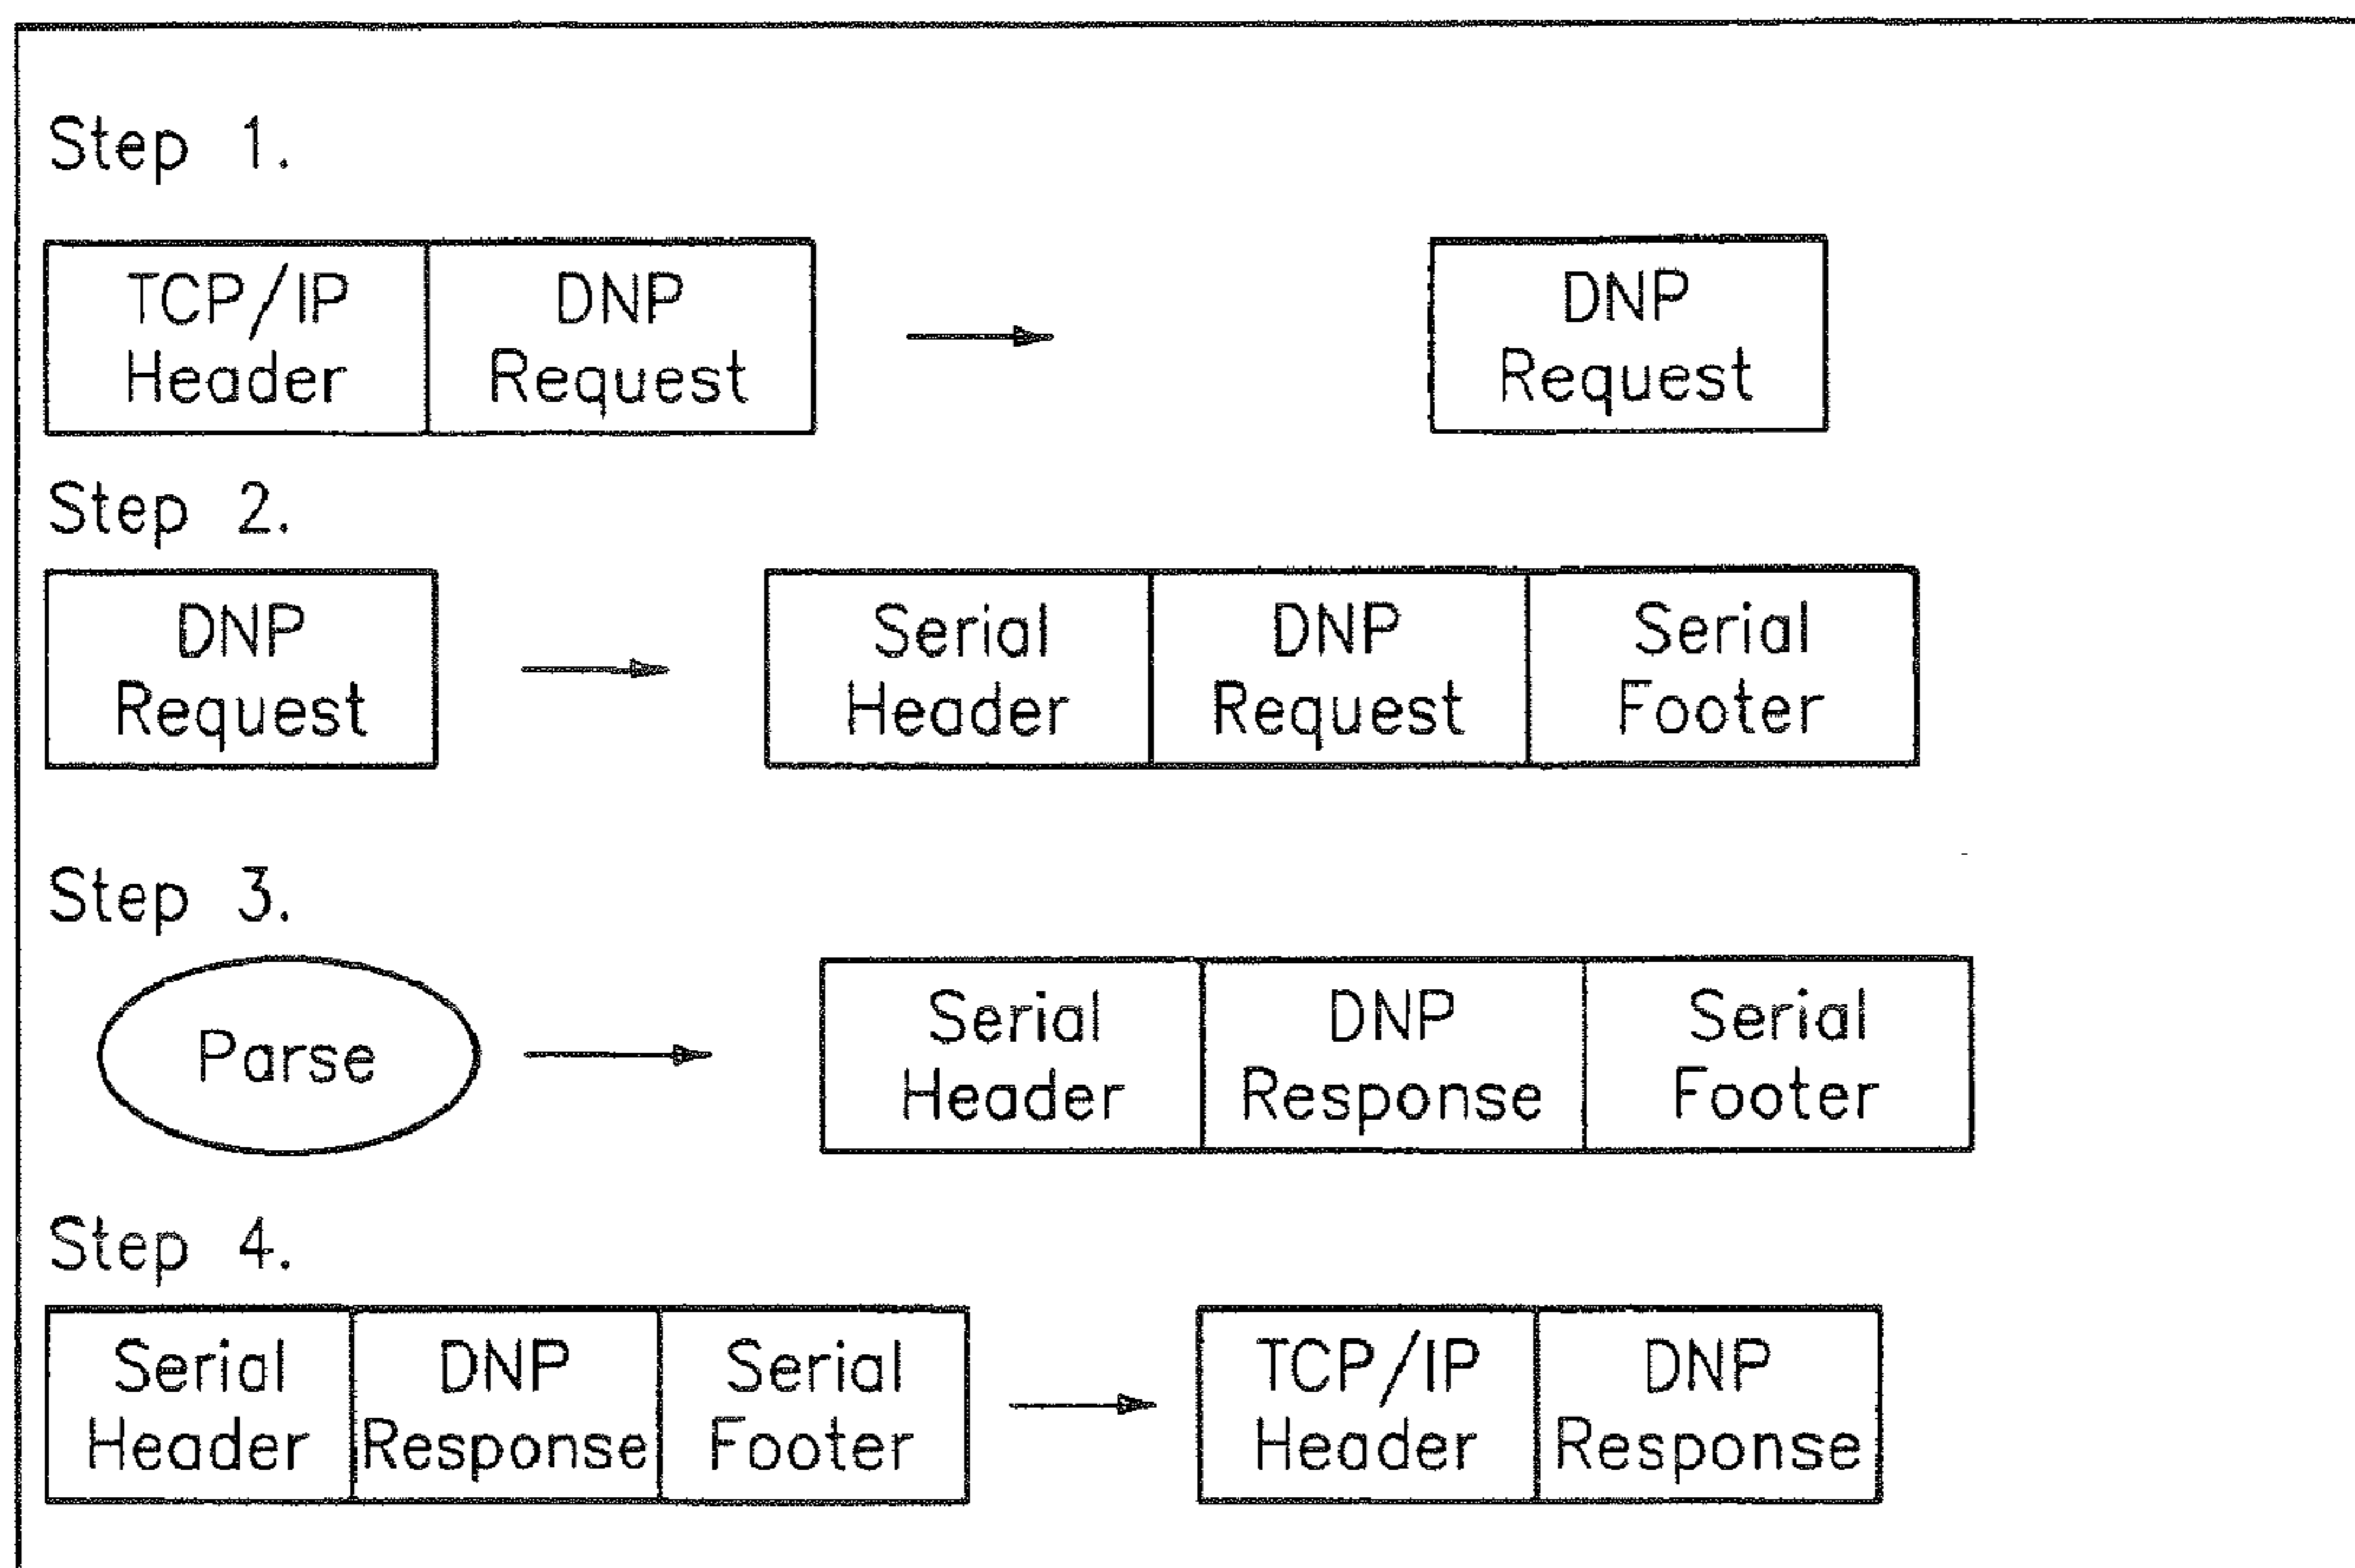 Step 1.
TCP/IP
Header
DNP
Request
DNP
Request
Step 2.
DNP
Request
Serial
Header
DNP
Request
Serial
Footer
Step 3.
Parse
Serial
Header
DNP
Response
Serial
Footer
Step 4.
Serial
Header
DNP
Response
Serial
Footer
TCP/IP
Header
DNP
Response